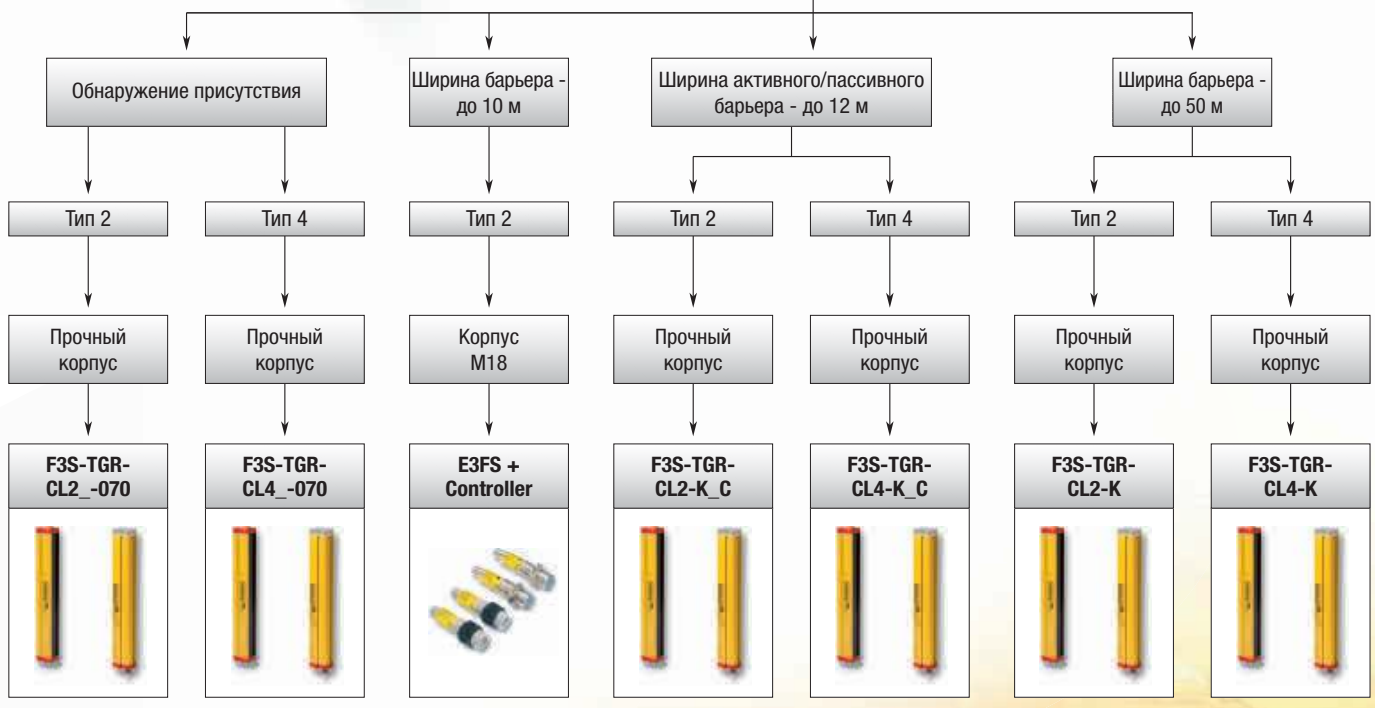 Обнаружение присутствия
Ширина барьера -
до 10 м
Ширина активного/пассивного
барьера - до 12 м
Ширина барьера -
до 50 м
Тип 2
Тип 4
Тип 2
Тип 2
Тип 4
Тип 2
Тип 4
Прочный
корпус
Прочный
корпус
Корпус
M18
Прочный
корпус
Прочный
корпус
Прочный
корпус
Прочный
корпус
F3S-TGR-
CL2_-070
F3S-TGR-
CL4_-070
E3FS +
Controller
F3S-TGR-
CL2-K_C
F3S-TGR-
CL4-K_C
F3S-TGR-
CL2-K
F3S-TGR-
CL4-K